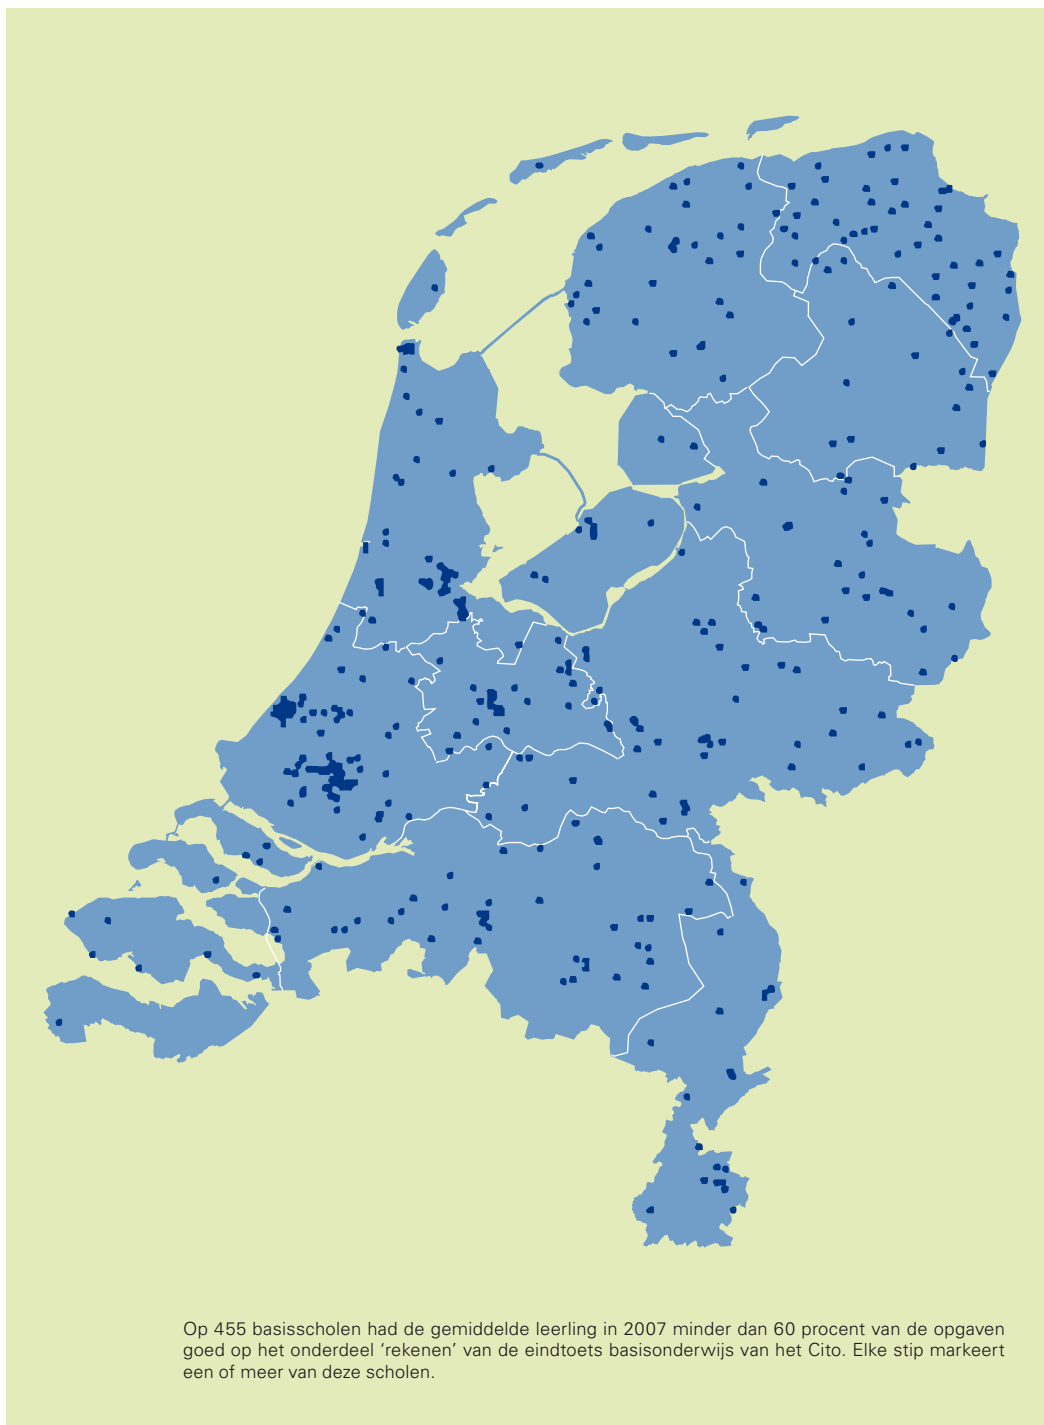 Op 455 basisscholen had de gemiddelde leerling in 2007 minder dan 60 procent van de opgaven
goed op het onderdeel ‘rekenen’ van de eindtoets basisonderwijs van het Cito. Elke stip markeert
een of meer van deze scholen.